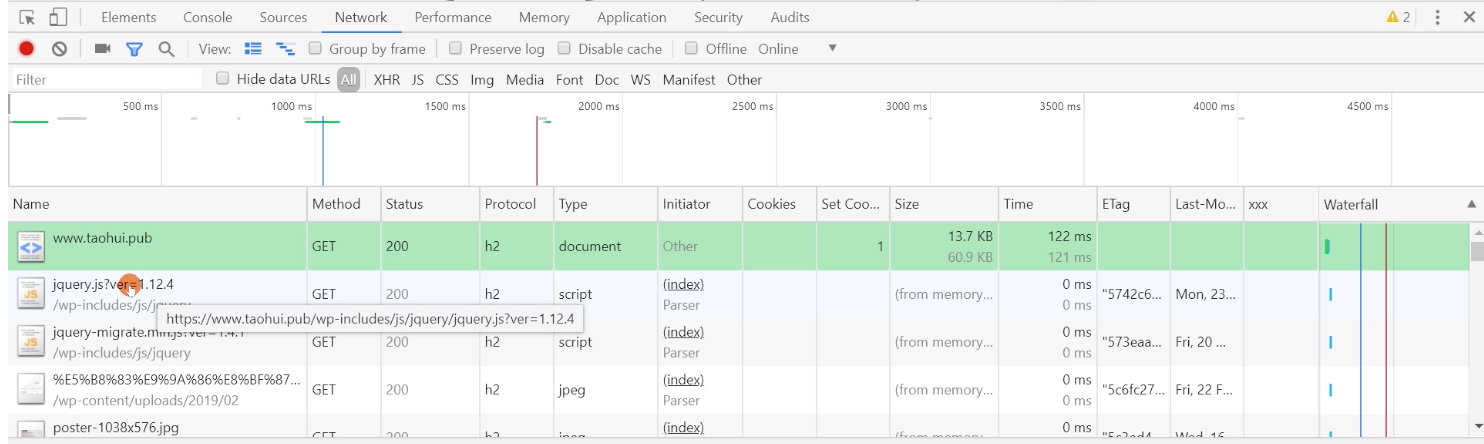 Elements Console Sources Network Performance Memory Application Security Audits 2
View: Group by frame Preserve log Disable cache Offline Online
Filter Hide data URLs All XHR JS CSS Img Media Font Doc WS Manifest Other
500 ms 1000 ms 1500 ms 2000 ms 2500 ms 3000 ms 3500 ms 4000 ms 4500 ms
Name Method Status Protocol Type Initiator Cookies Set Coo... Size Time ETag Last-Mo... xxx Waterfall
www.taohui.pub GET 200 h2 document Other 1 13.7 KB 122 ms
60.9 KB 121 ms
jquery.js?ver=1.12.4 GET 200 h2 script (index) (from memory... 0 ms "5742c6... Mon, 23...
/wp-includes/js/jquery Parser 0 ms
https://www.taohui.pub/wp-includes/js/jquery/jquery.js?ver=1.12.4
jquery-migrate.min.js?ver=1.4.1 GET 200 h2 script (index) (from memory... 0 ms "573eaa... Fri, 20 ...
/wp-includes/js/jquery Parser 0 ms
%E5%B8%83%E9%9A%86%E8%BF%87... GET 200 h2 jpeg (index) (from memory... 0 ms "5c6fc27... Fri, 22 F...
/wp-content/uploads/2019/02 Parser 0 ms
poster-1038x576.jpg GET 200 h2 jpeg (index) (from memory... 0 ms Wed, 16